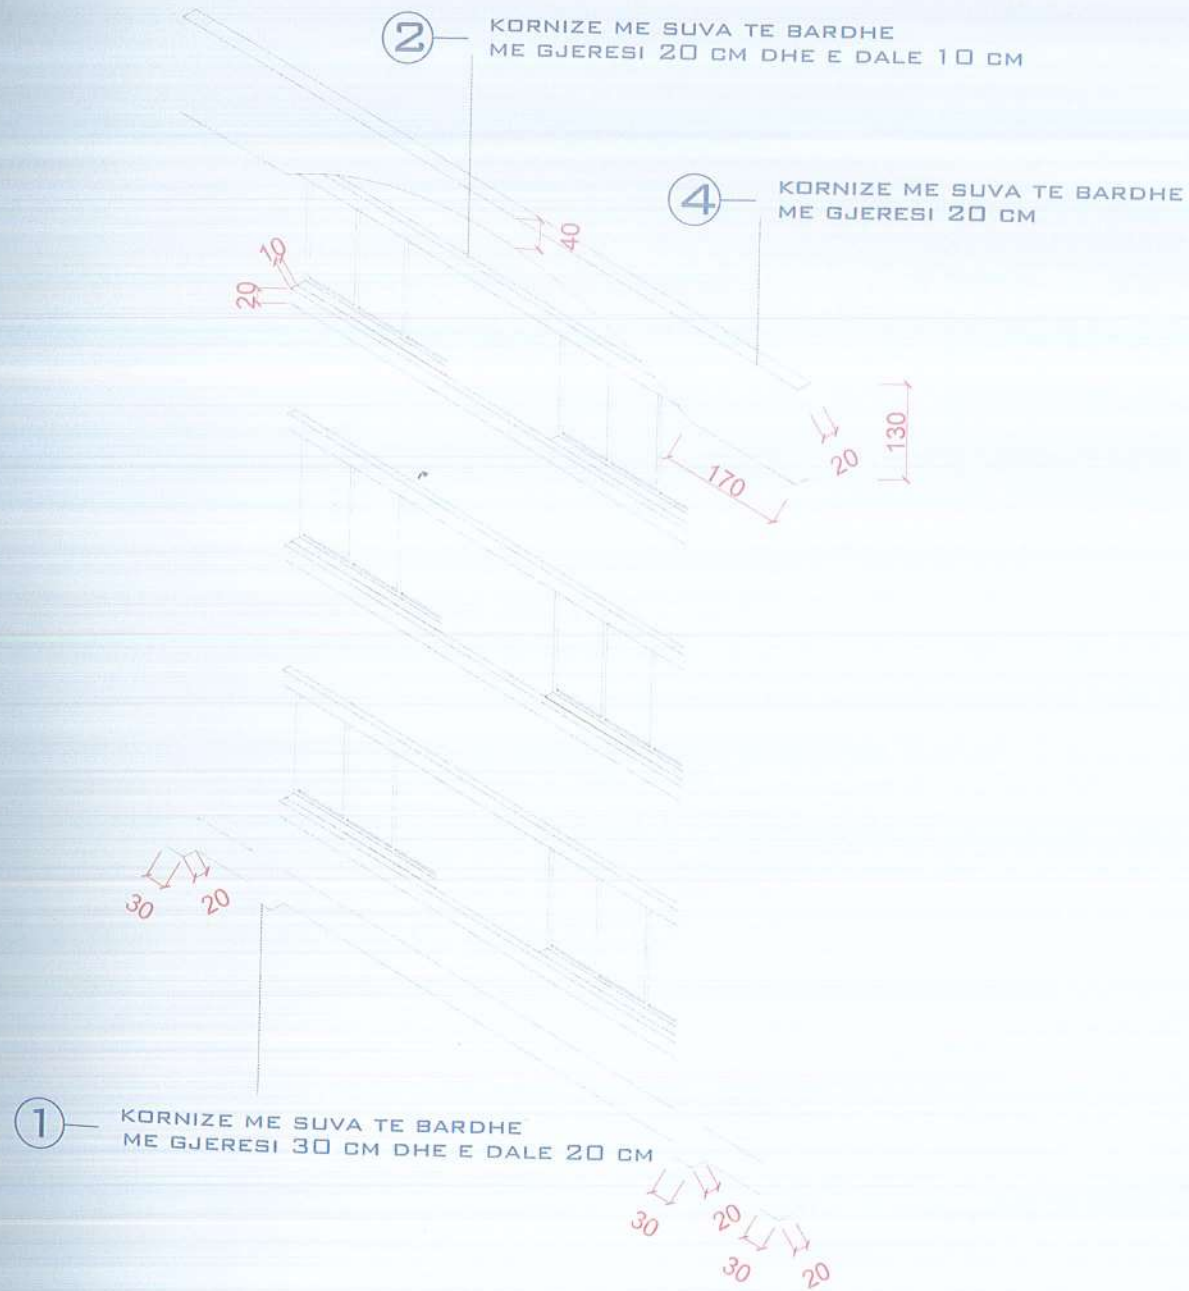 2
KORNIZE ME SUVA TE BARDHE
ME GJERESI 20 CM DHE E DALE 10 CM
4
KORNIZE ME SUVA TE BARDHE
ME GJERESI 20 CM
40
10
20
130
20
170
30
20
1
KORNIZE ME SUVA TE BARDHE
ME GJERESI 30 CM DHE E DALE 20 CM
30
20
30
20